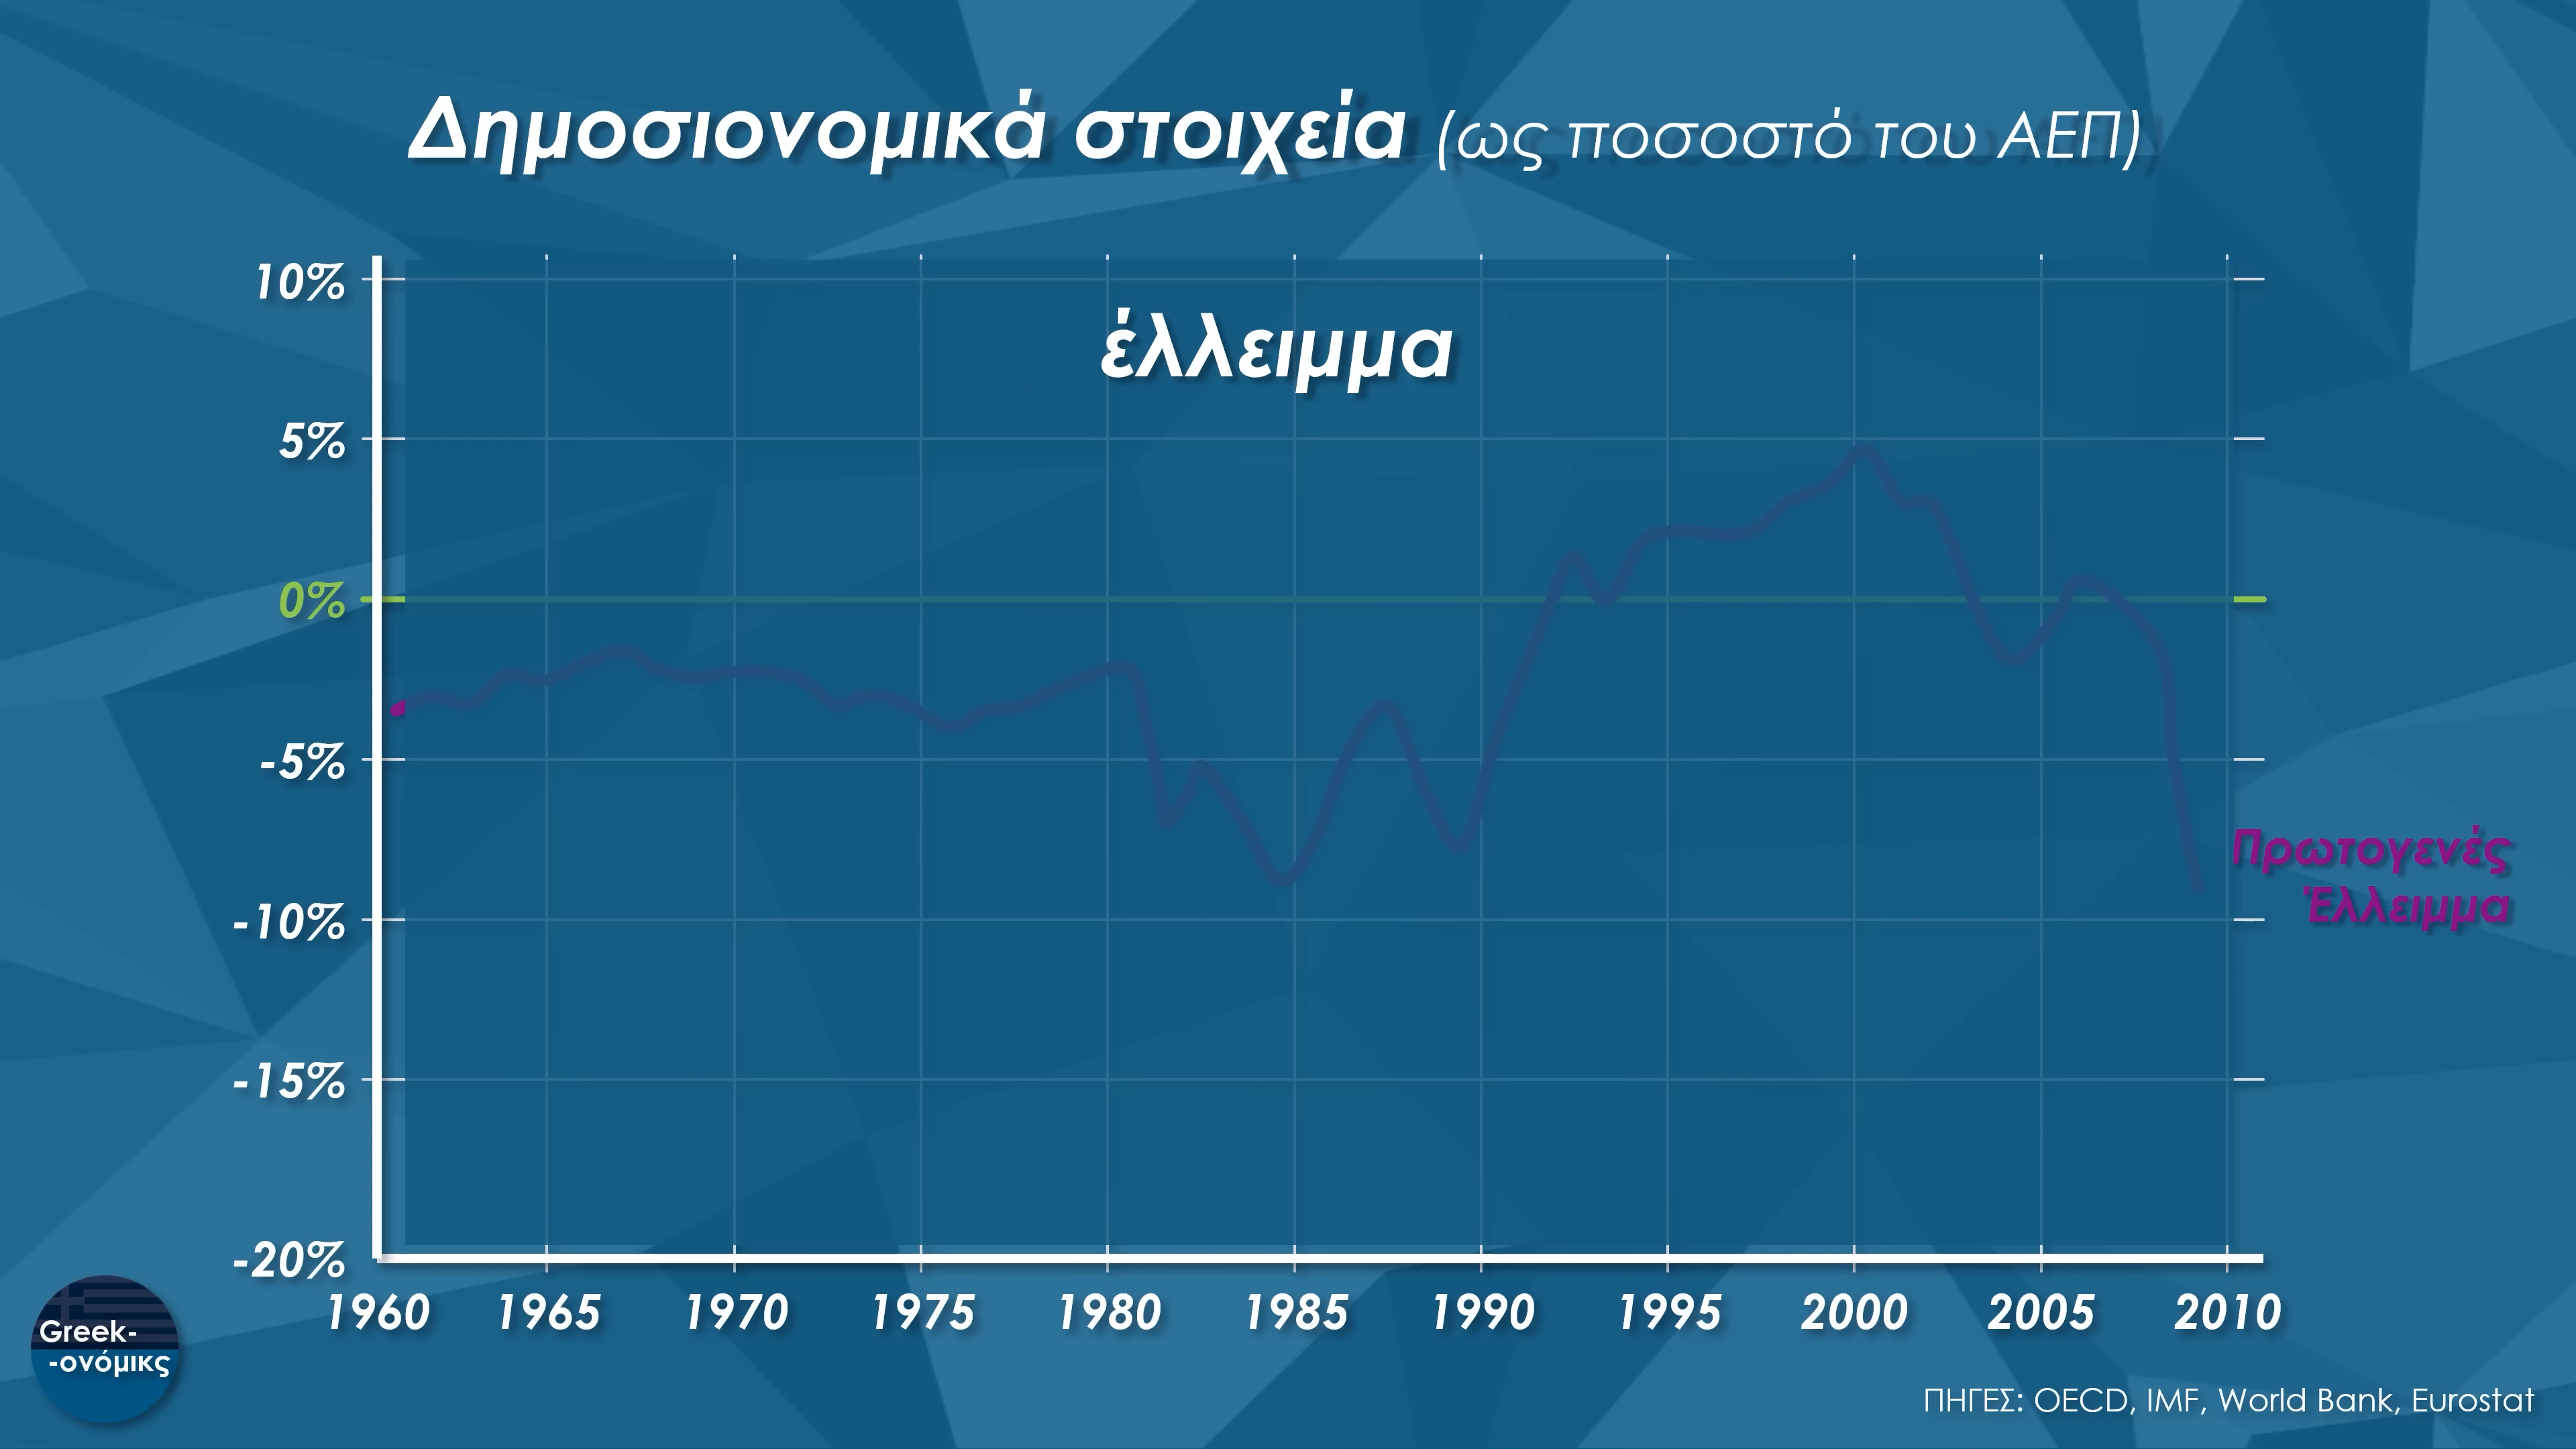 Δημοσιονομικά στοιχεία (ως ποσοστό του ΑΕΠ)
έλλειμμα
10%
5%
0%
-5%
-10%
-15%
-20%
Πρωτογενές
Έλλειμμα
1960 1965 1970 1975 1980 1985 1990 1995 2000 2005 2010
Greek-
-ονόμικς
ΠΗΓΕΣ: OECD, IMF, World Bank, Eurostat